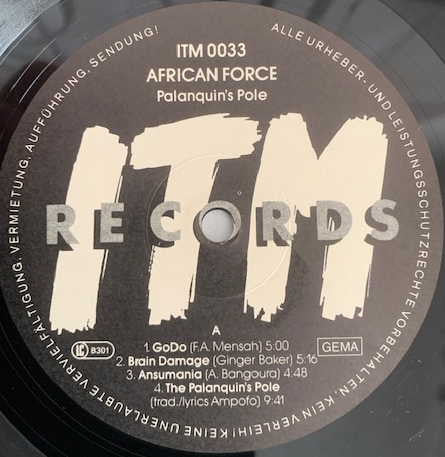 ALLE URHEBER- UND LEISTUNGSSCHUTZRECHTE VORBEHALTEN. KEIN VERLEIH! KEINE UNERLAUBTE VERVIELFÄLTIGUNG, VERMIETUNG, AUFFÜHRUNG, SENDUNG!
ITM 0033
AFRICAN FORCE
Palanquin's Pole
ITM
RECORDS
A
LC B301
1. GoDo (F.A. Mensah) 5:00
GEMA
2. Brain Damage (Ginger Baker) 5:16
3. Ansumania (A. Bangoura) 4:48
4. The Palanquin's Pole
(trad./lyrics Ampofo) 9:41